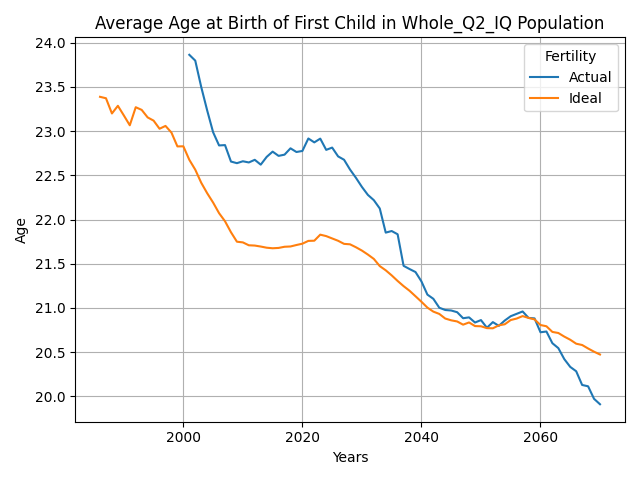 Average Age at Birth of First Child in Whole_Q2_IQ Population
Fertility
Actual
Ideal
Age
24.0
23.5
23.0
22.5
22.0
21.5
21.0
20.5
20.0
2000
2020
2040
2060
Years